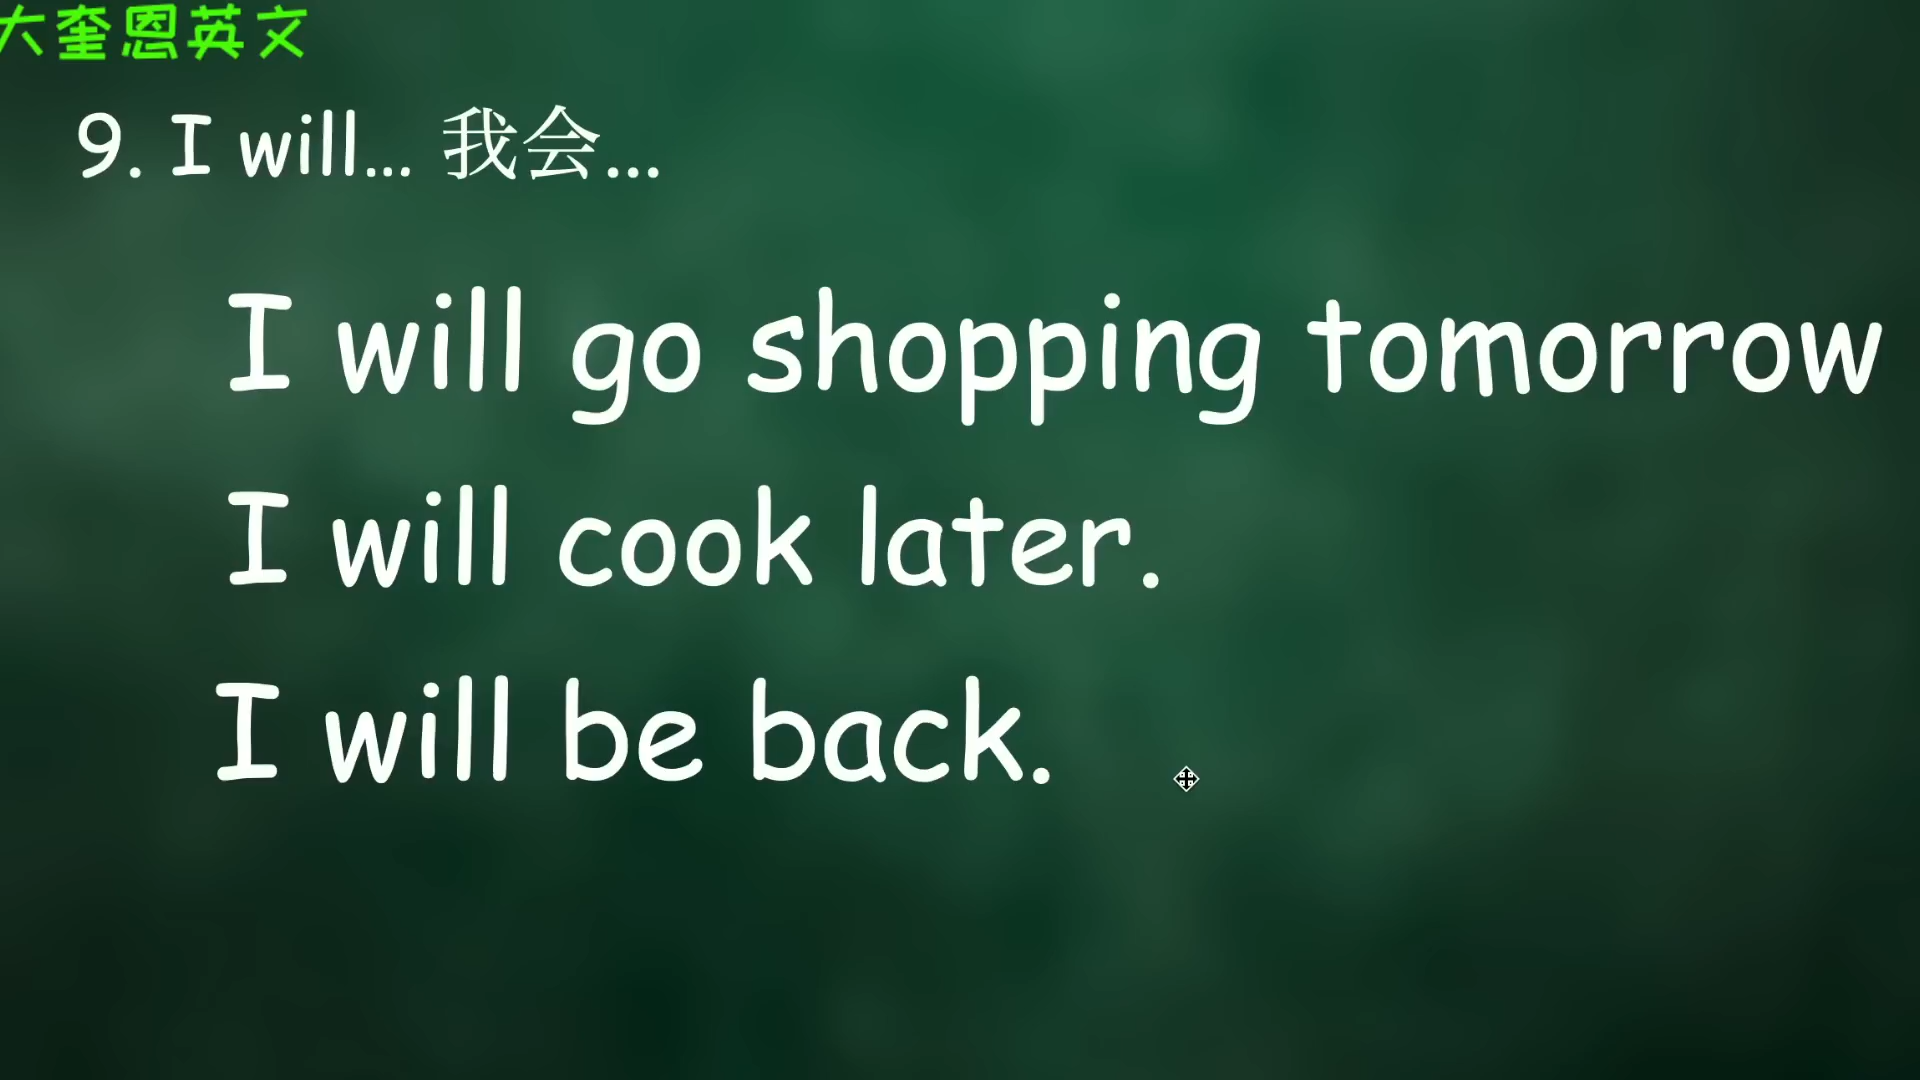 大奎恩英文
9. I will... 我会...
I will go shopping tomorrow
I will cook later.
I will be back.